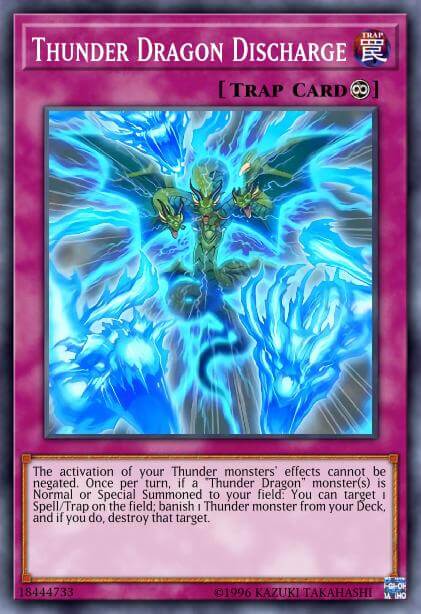 THUNDER DRAGON DISCHARGE
TRAP
罠
[TRAP CARD]
The activation of your Thunder monsters' effects cannot be
negated. Once per turn, if a "Thunder Dragon" monster(s) is
Normal or Special Summoned to your field: You can target 1
Spell/Trap on the field; banish 1 Thunder monster from your Deck,
and if you do, destroy that target.
18444733
©1996 KAZUKI TAKAHASHI